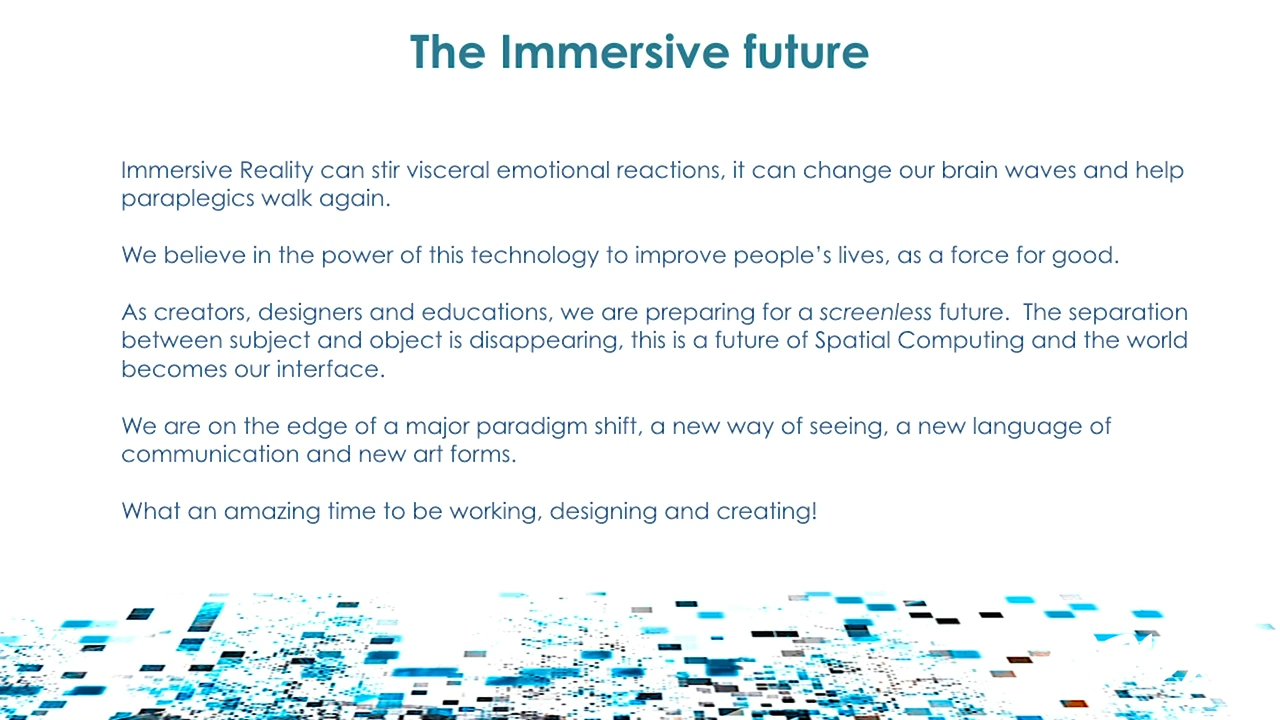 The Immersive future
Immersive Reality can stir visceral emotional reactions, it can change our brain waves and help
paraplegics walk again.
We believe in the power of this technology to improve people’s lives, as a force for good.
As creators, designers and educations, we are preparing for a screenless future.  The separation
between subject and object is disappearing, this is a future of Spatial Computing and the world
becomes our interface.
We are on the edge of a major paradigm shift, a new way of seeing, a new language of
communication and new art forms.
What an amazing time to be working, designing and creating!